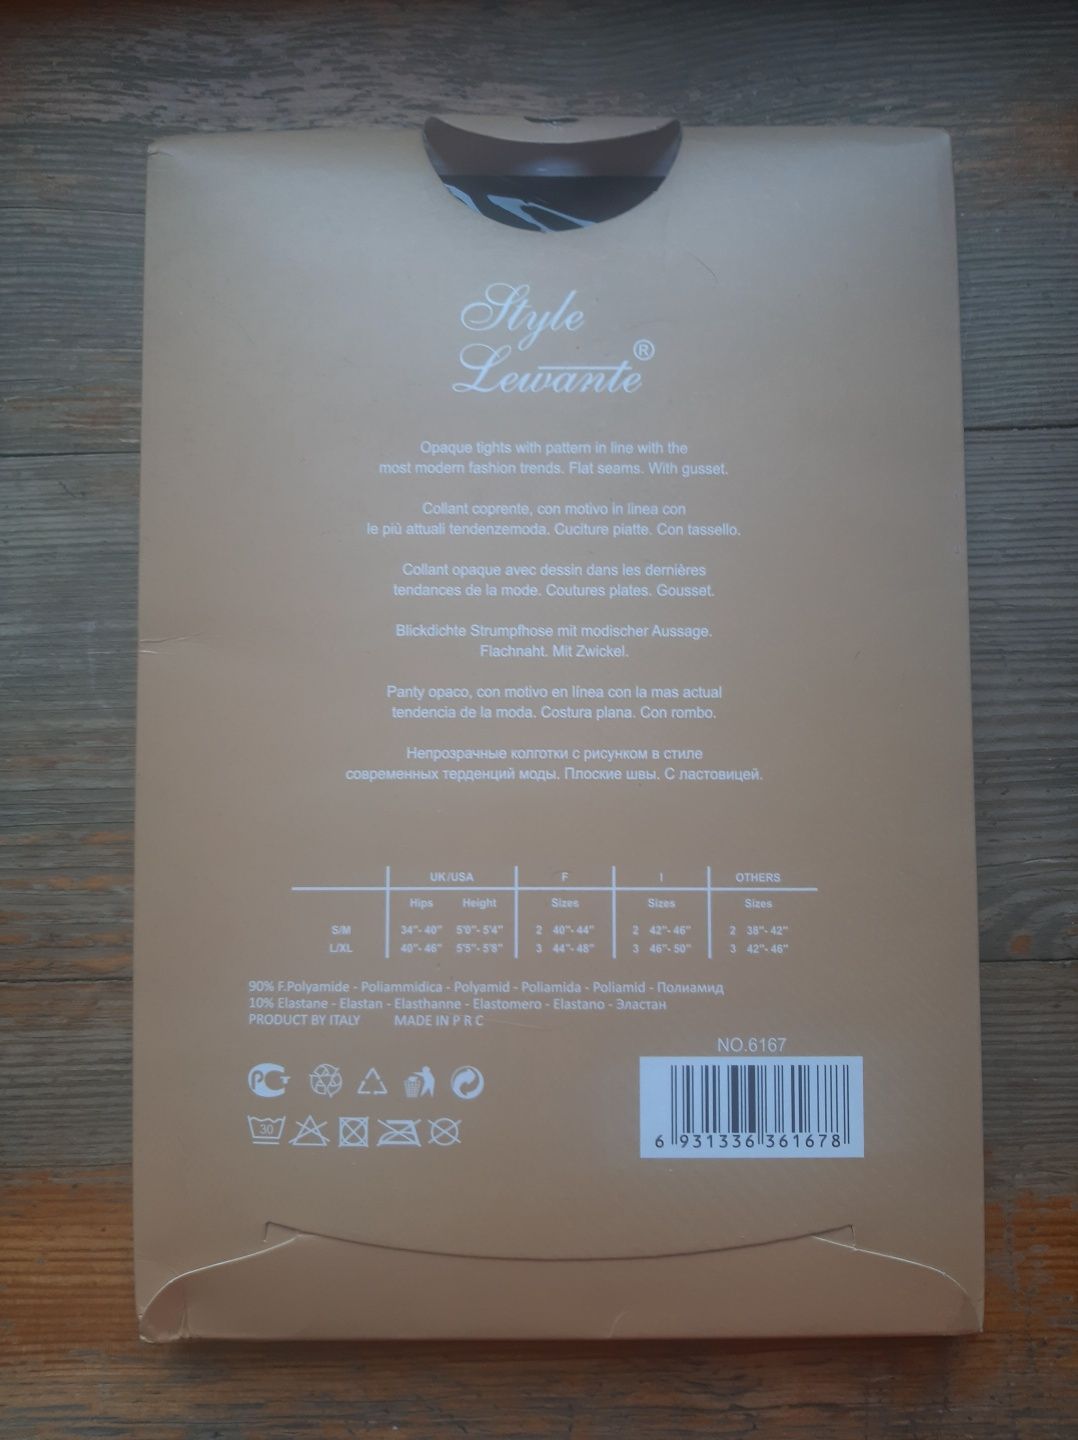 Style
Lewante®
Opaque tights with pattern in line with the
most modern fashion trends. Flat seams. With gusset.
Collant coprente, con motivo in linea con
le più attuali tendenzemoda. Cuciture piatte. Con tassello.
Collant opaque avec dessin dans les dernières
tendances de la mode. Coutures plates. Gousset.
Blickdichte Strumpfhose mit modischer Aussage.
Flachnaht. Mit Zwickel.
Panty opaco, con motivo en línea con la mas actual
tendencia de la moda. Costura plana. Con rombo.
Непрозрачные колготки с рисунком в стиле
современных терденций моды. Плоские швы. С ластовицей.
UK/USA F I OTHERS
Hips Height Sizes Sizes Sizes
S/M 34"- 40" 5'0"- 5'4" 2 40"- 44" 2 42"- 46" 2 38"- 42"
L/XL 40"- 46" 5'5"- 5'8" 3 44"- 48" 3 46"- 50" 3 42"- 46"
90% F.Polyamide - Poliammidica - Polyamid - Poliamida - Poliamid - Полиамид
10% Elastane - Elastan - Elasthanne - Elastomero - Elastano - Эластан
PRODUCT BY ITALY MADE IN P R C
NO.6167
РСТ
30
6 931336 361678